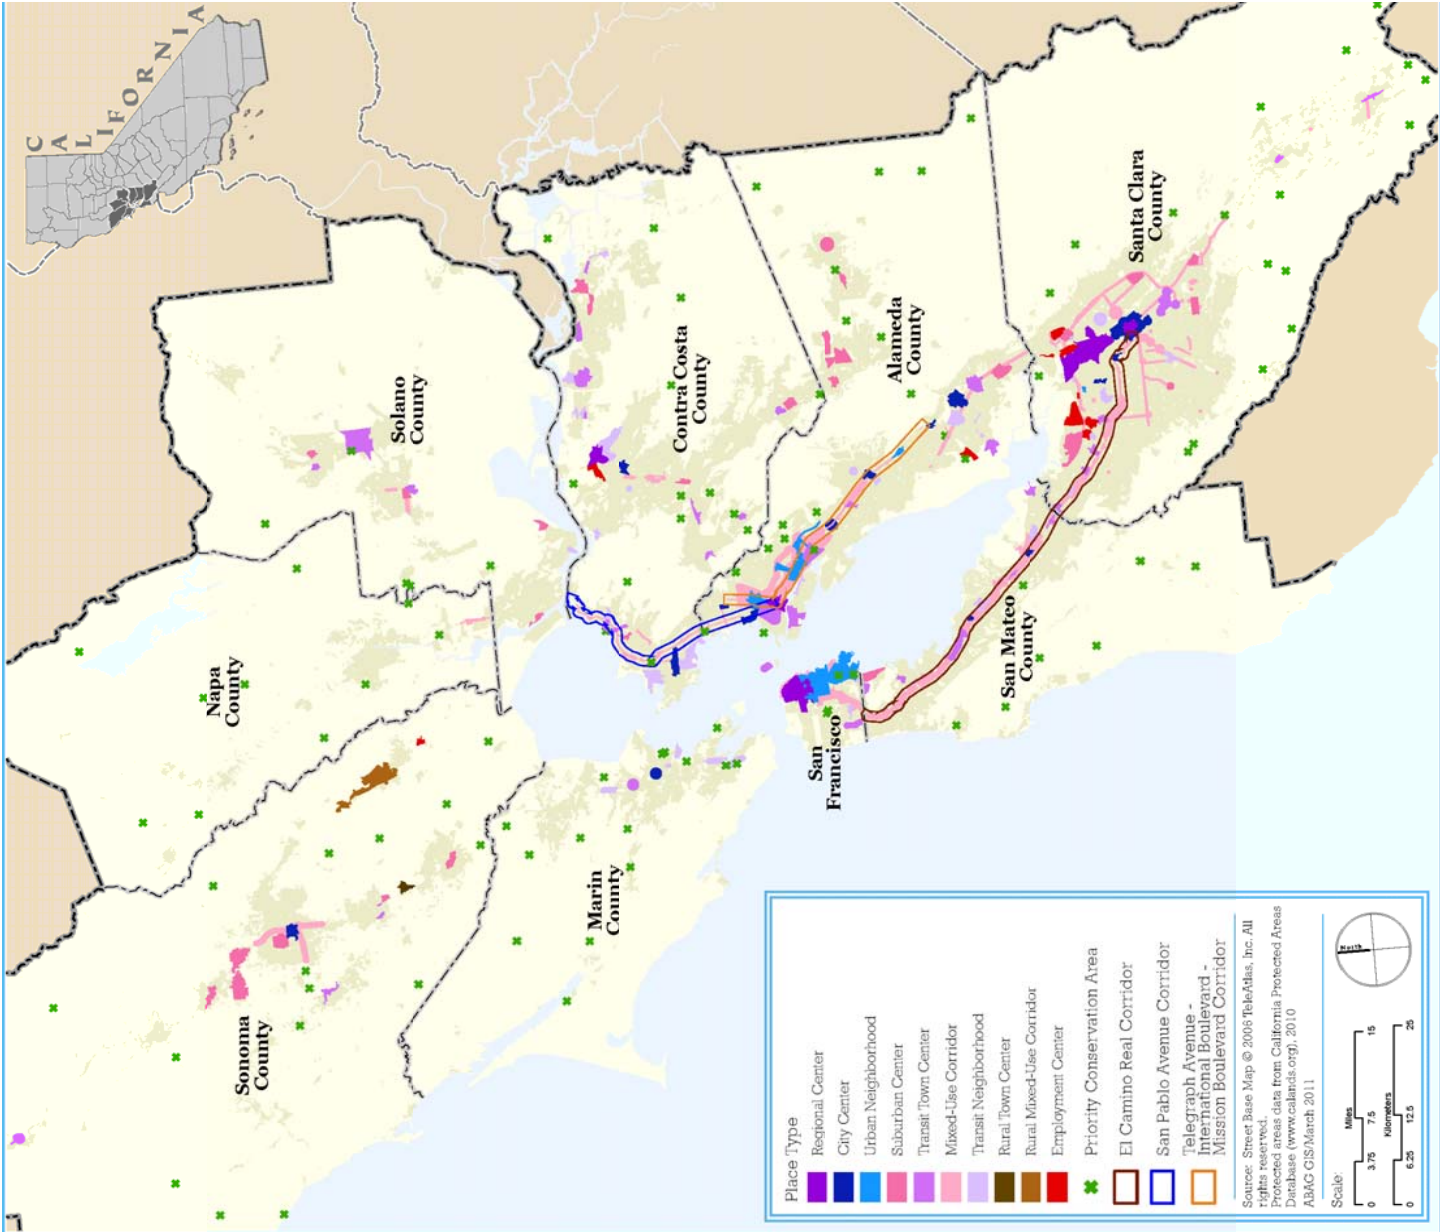 CALIFORNIA
Napa
County
Sonoma
County
Solano
County
Marin
County
Contra Costa
County
San
Francisco
Alameda
County
San Mateo
County
Santa Clara
County
Place Type
Regional Center
City Center
Urban Neighborhood
Suburban Center
Transit Town Center
Mixed-Use Corridor
Transit Neighborhood
Rural Town Center
Rural Mixed-Use Corridor
Employment Center
Priority Conservation Area
El Camino Real Corridor
San Pablo Avenue Corridor
Telegraph Avenue -
International Boulevard -
Mission Boulevard Corridor
Source: Street Base Map © 2006 TeleAtlas, Inc. All
rights reserved.
Protected areas data from California Protected Areas
Database (www.calands.org), 2010
ABAG GIS/March 2011
Scale:
Miles
0 3.75 7.5 15
Kilometers
0 6.25 12.5 25
North